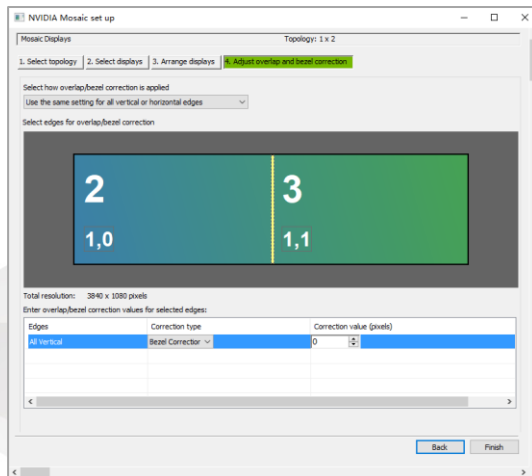 NVIDIA Mosaic set up
Mosaic Displays Topology: 1 x 2
1. Select topology 2. Select displays 3. Arrange displays 4. Adjust overlap and bezel correction
Select how overlap/bezel correction is applied
Use the same setting for all vertical or horizontal edges
Select edges for overlap/bezel correction
2 3
1,0 1,1
Total resolution: 3840 x 1080 pixels
Enter overlap/bezel correction values for selected edges:
Edges Correction type Correction value (pixels)
All Vertical Bezel Correction 0
Back Finish